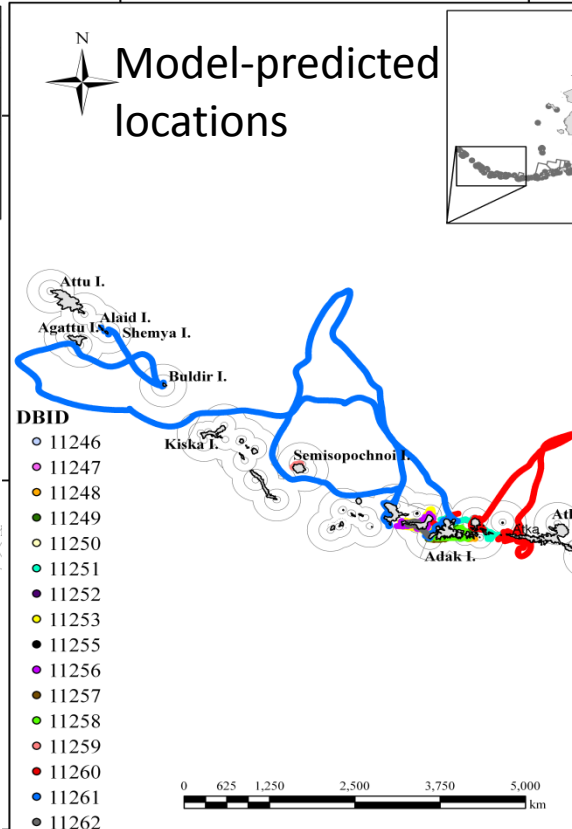 N
Model-predicted
locations
Attu I.
Alaid I.
Agattu I.
Shemya I.
Buldir I.
Kiska I.
Semisopochnoi I.
Atka
Adak I.
DBID
11246
11247
11248
11249
11250
11251
11252
11253
11255
11256
11257
11258
11259
11260
11261
11262
0 625 1,250 2,500 3,750 5,000
km